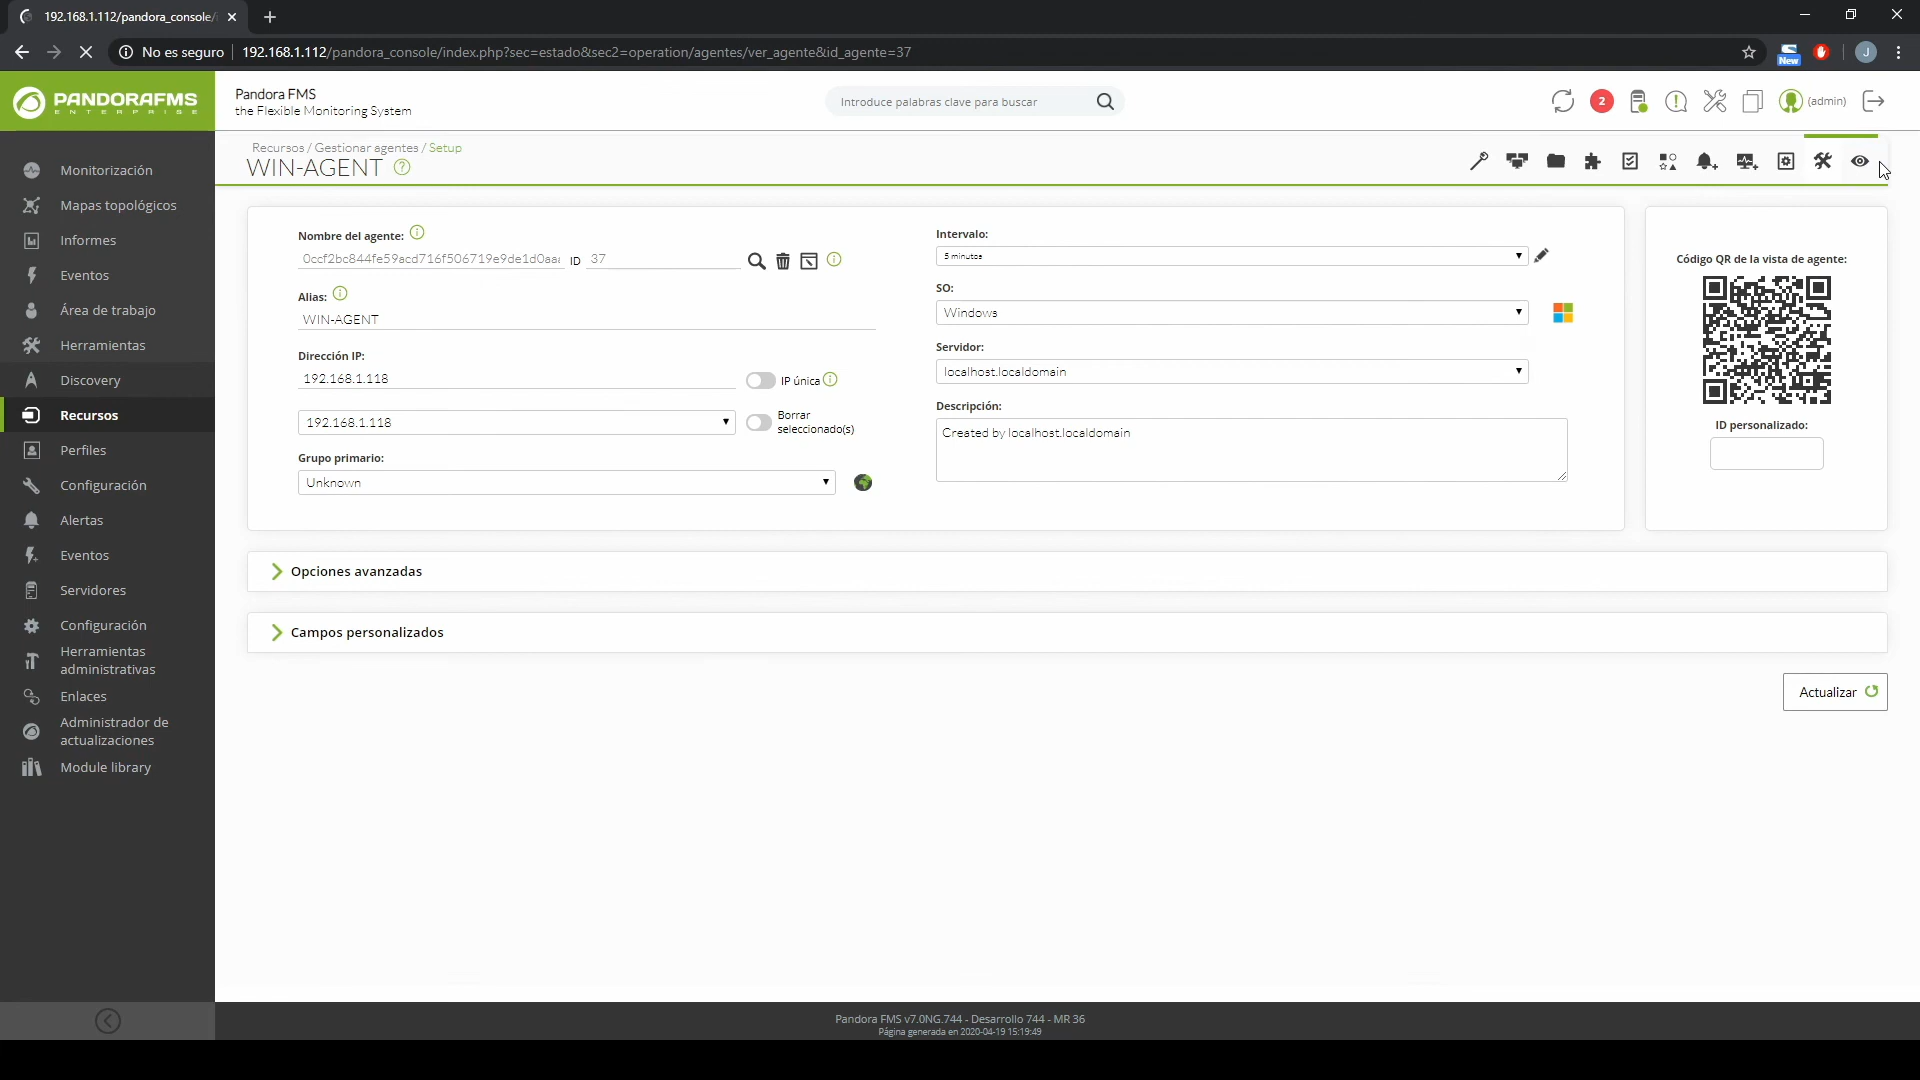 192.168.1.112/pandora_console/
No es seguro
192.168.1.112/pandora_console/index.php?sec=estado&sec2=operation/agentes/ver_agente&id_agente=37
New
J
PANDORAFMS
ENTERPRISE
Pandora FMS
the Flexible Monitoring System
Introduce palabras clave para buscar
2
(admin)
Recursos / Gestionar agentes / Setup
WIN-AGENT
Monitorización
Mapas topológicos
Informes
Eventos
Área de trabajo
Herramientas
Discovery
Recursos
Perfiles
Configuración
Alertas
Eventos
Servidores
Configuración
Herramientas
administrativas
Enlaces
Administrador de
actualizaciones
Module library
Nombre del agente:
0ccf2bc844fe59acd716f506719e9de1d0aa
ID 37
Alias:
WIN-AGENT
Dirección IP:
192.168.1.118
IP única
192.168.1.118
Borrar
seleccionado(s)
Grupo primario:
Unknown
Intervalo:
5 minutos
SO:
Windows
Servidor:
localhost.localdomain
Descripción:
Created by localhost.localdomain
Código QR de la vista de agente:
ID personalizado:
Opciones avanzadas
Campos personalizados
Actualizar
Pandora FMS v7.0NG.744 - Desarrollo 744 - MR 36
Página generada en 2020-04-19 15:19:49